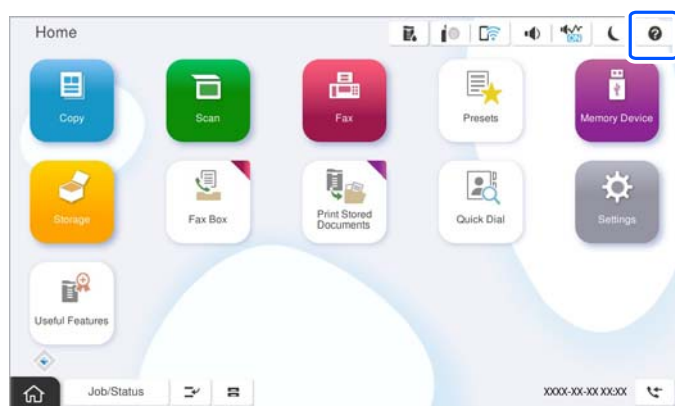 Home
ON
?
Copy
Scan
Fax
Presets
Memory Device
Storage
Fax Box
Print Stored
Documents
Quick Dial
Settings
Useful Features
Job/Status
XXXX-XX-XX XX:XX